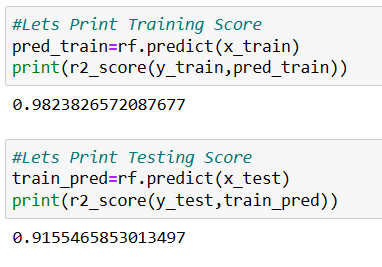 #Lets Print Training Score
pred_train=rf.predict(x_train)
print(r2_score(y_train,pred_train))
0.9823826572087677
#Lets Print Testing Score
train_pred=rf.predict(x_test)
print(r2_score(y_test,train_pred))
0.9155465853013497